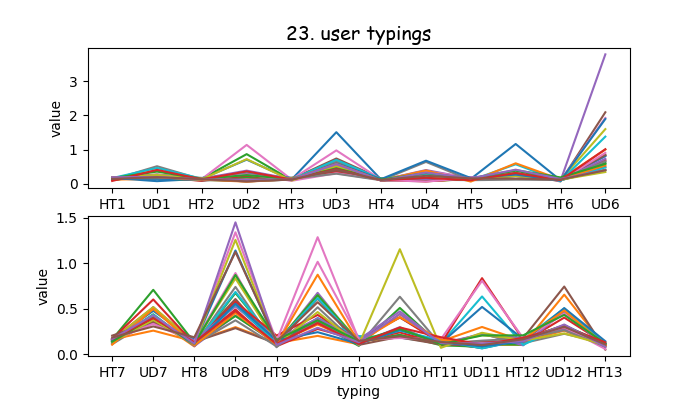 23. user typings
value
3
2
1
0
HT1 UD1 HT2 UD2 HT3 UD3 HT4 UD4 HT5 UD5 HT6 UD6
value
1.5
1.0
0.5
0.0
HT7 UD7 HT8 UD8 HT9 UD9 HT10 UD10 HT11 UD11 HT12 UD12 HT13
typing